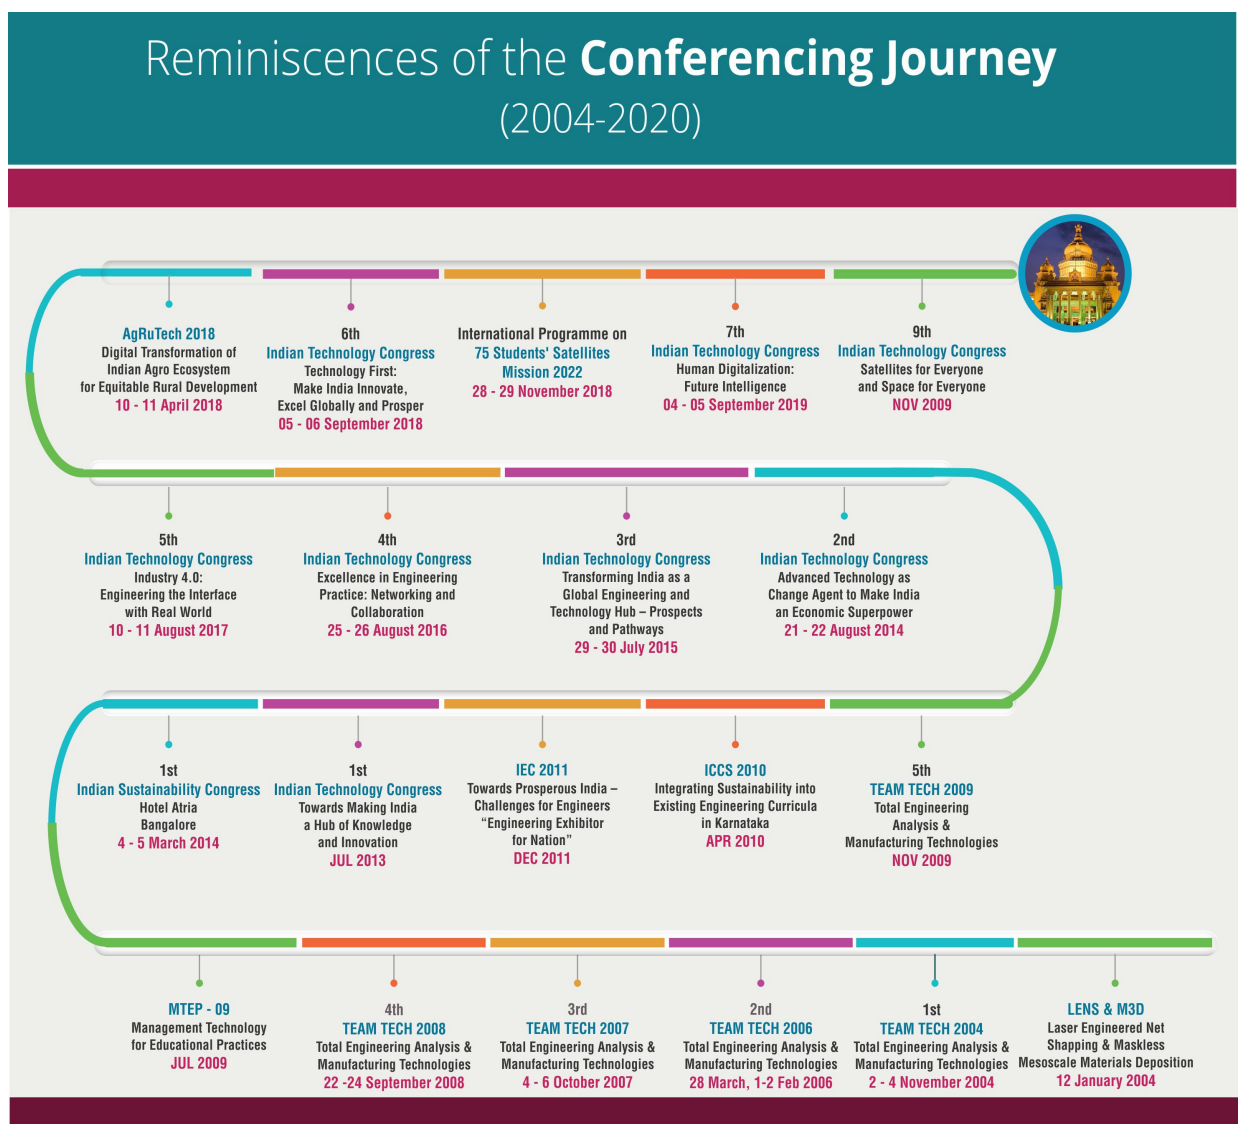 Reminiscences of the Conferencing Journey
(2004-2020)
AgRuTech 2018
Digital Transformation of
Indian Agro Ecosystem
for Equitable Rural Development
10 - 11 April 2018
6th
Indian Technology Congress
Technology First:
Make India Innovate,
Excel Globally and Prosper
05 - 06 September 2018
International Programme on
75 Students' Satellites
Mission 2022
28 - 29 November 2018
7th
Indian Technology Congress
Human Digitalization:
Future Intelligence
04 - 05 September 2019
9th
Indian Technology Congress
Satellites for Everyone
and Space for Everyone
NOV 2009
5th
Indian Technology Congress
Industry 4.0:
Engineering the Interface
with Real World
10 - 11 August 2017
4th
Indian Technology Congress
Excellence in Engineering
Practice: Networking and
Collaboration
25 - 26 August 2016
3rd
Indian Technology Congress
Transforming India as a
Global Engineering and
Technology Hub – Prospects
and Pathways
29 - 30 July 2015
2nd
Indian Technology Congress
Advanced Technology as
Change Agent to Make India
an Economic Superpower
21 - 22 August 2014
1st
Indian Sustainability Congress
Hotel Atria
Bangalore
4 - 5 March 2014
1st
Indian Technology Congress
Towards Making India
a Hub of Knowledge
and Innovation
JUL 2013
IEC 2011
Towards Prosperous India –
Challenges for Engineers
“Engineering Exhibitor
for Nation”
DEC 2011
ICCS 2010
Integrating Sustainability into
Existing Engineering Curricula
in Karnataka
APR 2010
5th
TEAM TECH 2009
Total Engineering
Analysis &
Manufacturing Technologies
NOV 2009
MTEP - 09
Management Technology
for Educational Practices
JUL 2009
4th
TEAM TECH 2008
Total Engineering Analysis &
Manufacturing Technologies
22 -24 September 2008
3rd
TEAM TECH 2007
Total Engineering Analysis &
Manufacturing Technologies
4 - 6 October 2007
2nd
TEAM TECH 2006
Total Engineering Analysis &
Manufacturing Technologies
28 March, 1-2 Feb 2006
1st
TEAM TECH 2004
Total Engineering Analysis &
Manufacturing Technologies
2 - 4 November 2004
LENS & M3D
Laser Engineered Net
Shapping & Maskless
Mesoscale Materials Deposition
12 January 2004